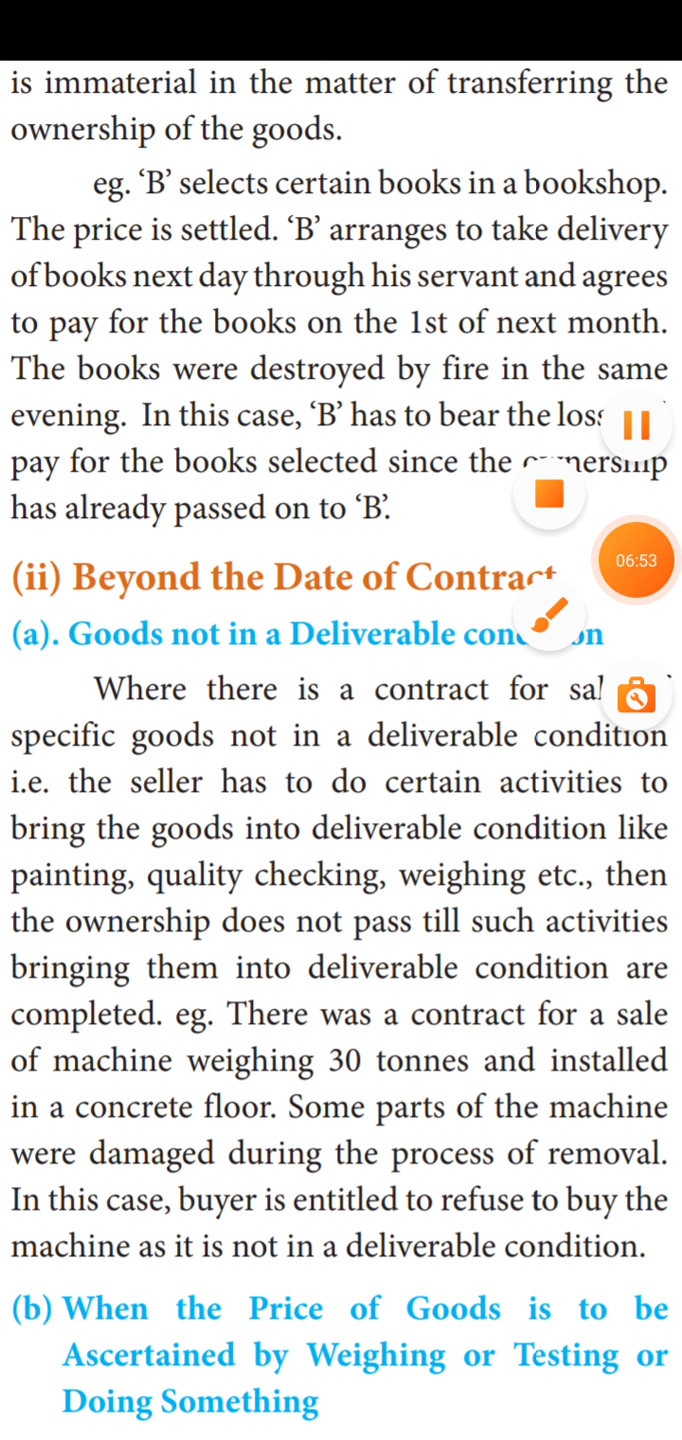 is immaterial in the matter of transferring the
ownership of the goods.
eg. ‘B’ selects certain books in a bookshop.
The price is settled. ‘B’ arranges to take delivery
of books next day through his servant and agrees
to pay for the books on the 1st of next month.
The books were destroyed by fire in the same
evening. In this case, ‘B’ has to bear the loss
pay for the books selected since the ownership
has already passed on to ‘B’.
(ii) Beyond the Date of Contract
06:53
(a). Goods not in a Deliverable condition
Where there is a contract for
specific goods not in a deliverable condition
i.e. the seller has to do certain activities to
bring the goods into deliverable condition like
painting, quality checking, weighing etc., then
the ownership does not pass till such activities
bringing them into deliverable condition are
completed. eg. There was a contract for a sale
of machine weighing 30 tonnes and installed
in a concrete floor. Some parts of the machine
were damaged during the process of removal.
In this case, buyer is entitled to refuse to buy the
machine as it is not in a deliverable condition.
(b) When the Price of Goods is to be
Ascertained by Weighing or Testing or
Doing Something